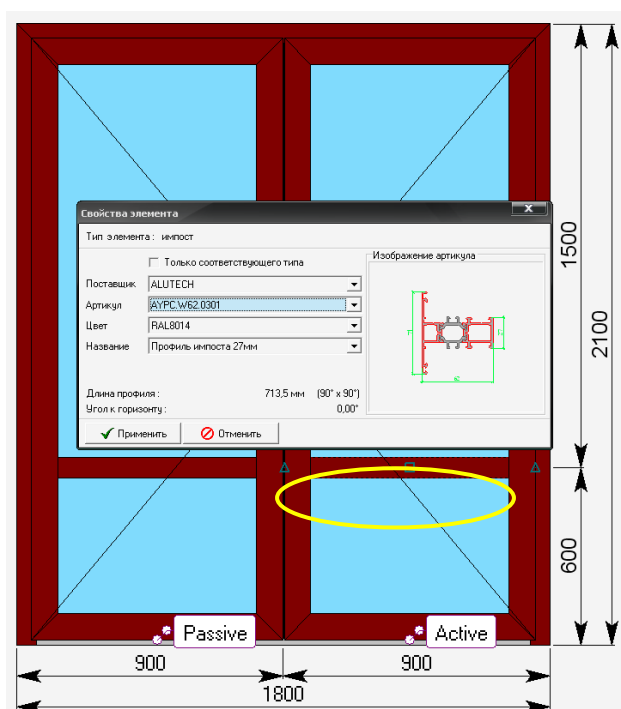 Свойства элемента
x
Тип элемента: импост
Только соответствующего типа
Изображение артикула
Поставщик ALUTECH
Артикул AYPC.W62.0301
Цвет RAL8014
Название Профиль импоста 27мм
Длина профиля: 713,5 мм (90° x 90°)
Угол к горизонту: 0,00°
Применить Отменить
1500
2100
600
Passive Active
900 900
1800